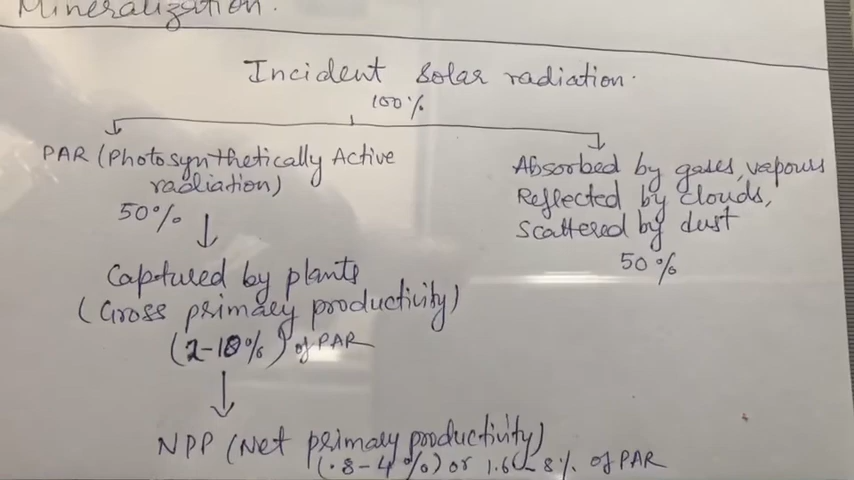 Mineralization.
Incident Solar radiation.
100%
PAR (Photosynthetically Active
radiation)
50%
Absorbed by gases, vapours
Reflected by clouds,
Scattered by dust
50%
Captured by plants
(Gross primary productivity)
(2-10%) of PAR
NPP (Net primary productivity)
(.8-4%) or 1.6-8% of PAR